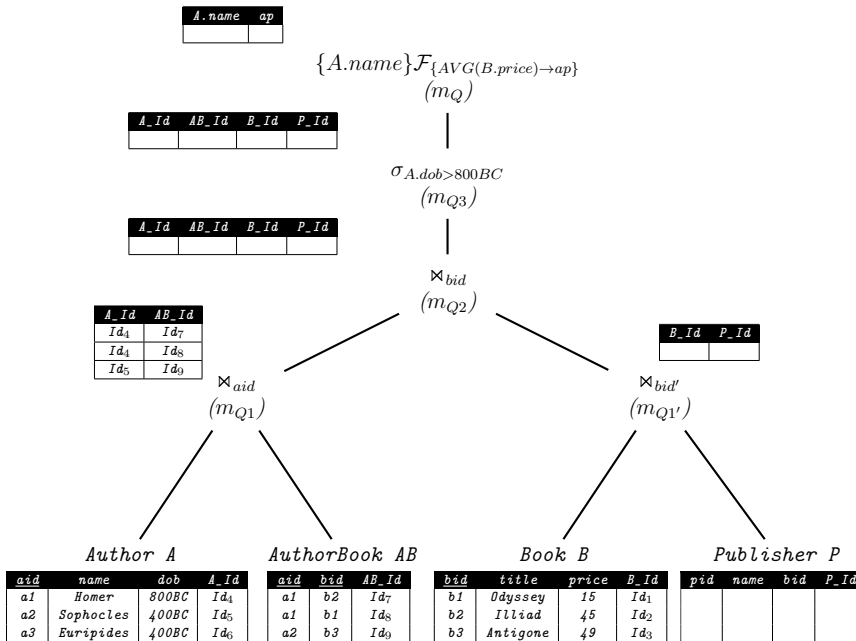 A.name ap
{A.name}F{AVG(B.price)→ap}
(mQ)
A_Id AB_Id B_Id P_Id
σA.dob>800BC
(mQ3)
A_Id AB_Id B_Id P_Id
⋈bid
(mQ2)
A_Id AB_Id
Id4 Id7
Id4 Id8
Id5 Id9
B_Id P_Id
⋈aid
(mQ1)
⋈bid′
(mQ1′)
Author A
aid name dob A_Id
a1 Homer 800BC Id4
a2 Sophocles 400BC Id5
a3 Euripides 400BC Id6
AuthorBook AB
aid bid AB_Id
a1 b2 Id7
a1 b1 Id8
a2 b3 Id9
Book B
bid title price B_Id
b1 Odyssey 15 Id1
b2 Illiad 45 Id2
b3 Antigone 49 Id3
Publisher P
pid name bid P_Id